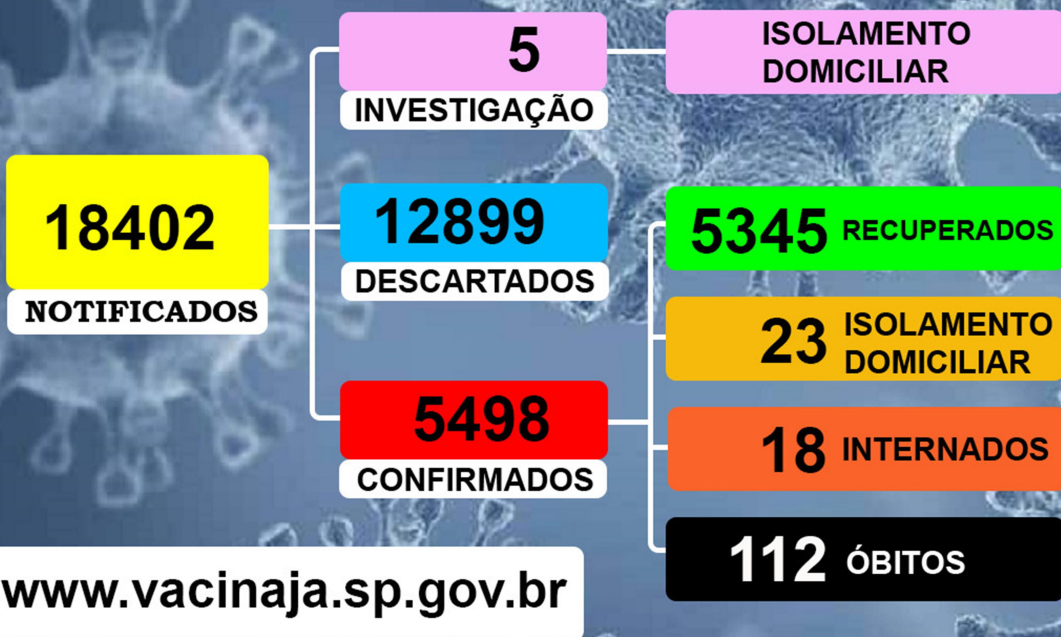 18402
NOTIFICADOS
5
INVESTIGAÇÃO
ISOLAMENTO
DOMICILIAR
12899
DESCARTADOS
5498
CONFIRMADOS
5345 RECUPERADOS
23 ISOLAMENTO
DOMICILIAR
18 INTERNADOS
112 ÓBITOS
www.vacinaja.sp.gov.br